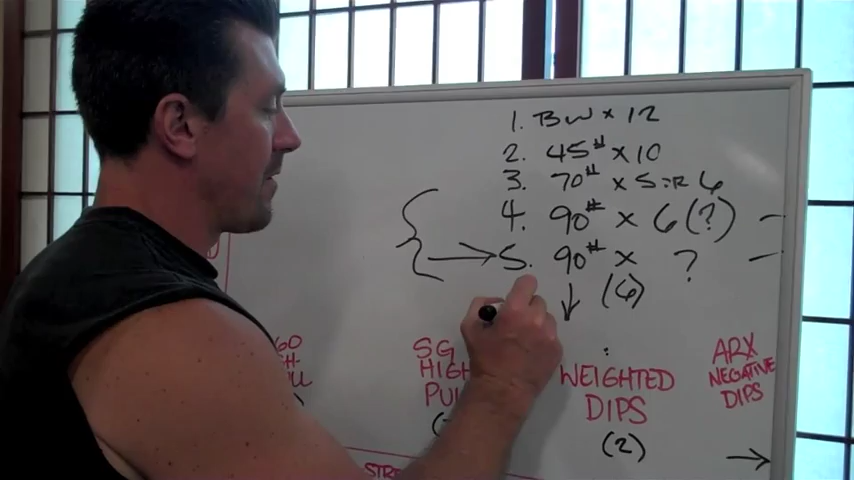 1. BW x 12
2. 45# x 10
3. 70# x 5 OR 6
4. 90# x 6 (?)
5. 90# x ?
(6)
SG
HIGH
PUL
WEIGHTED
DIPS
(2)
ARX
NEGATIVE
DIPS